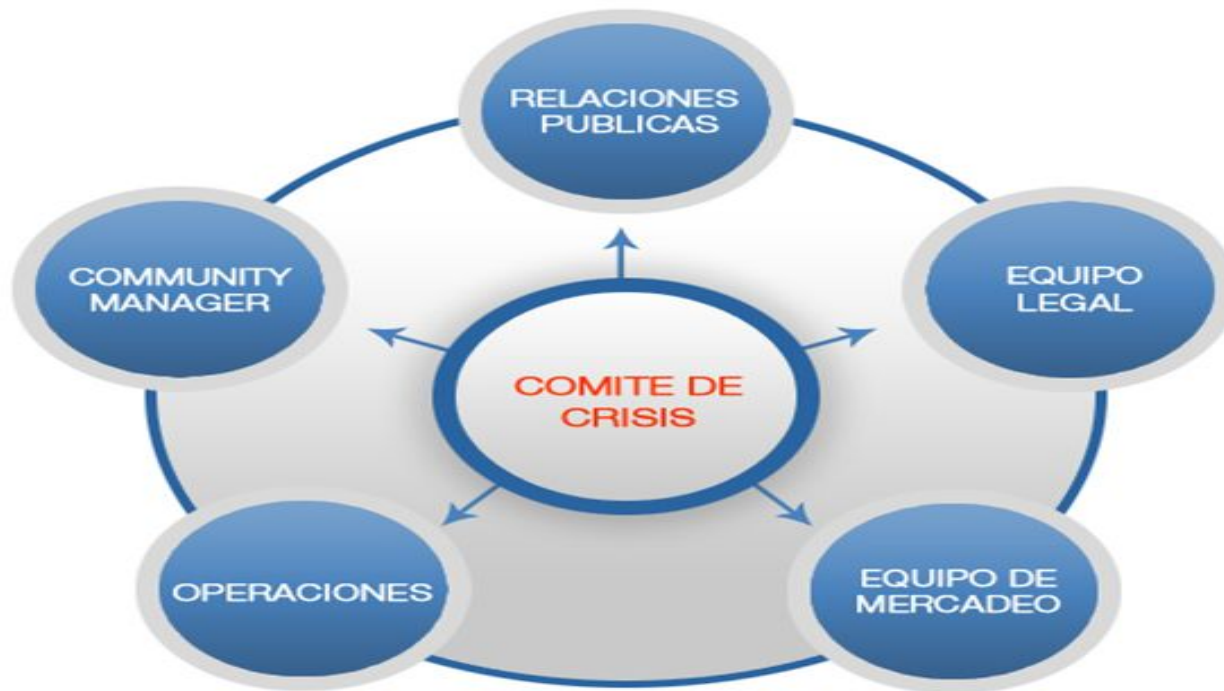 RELACIONES
PUBLICAS
COMMUNITY
MANAGER
EQUIPO
LEGAL
COMITE DE
CRISIS
OPERACIONES
EQUIPO DE
MERCADEO